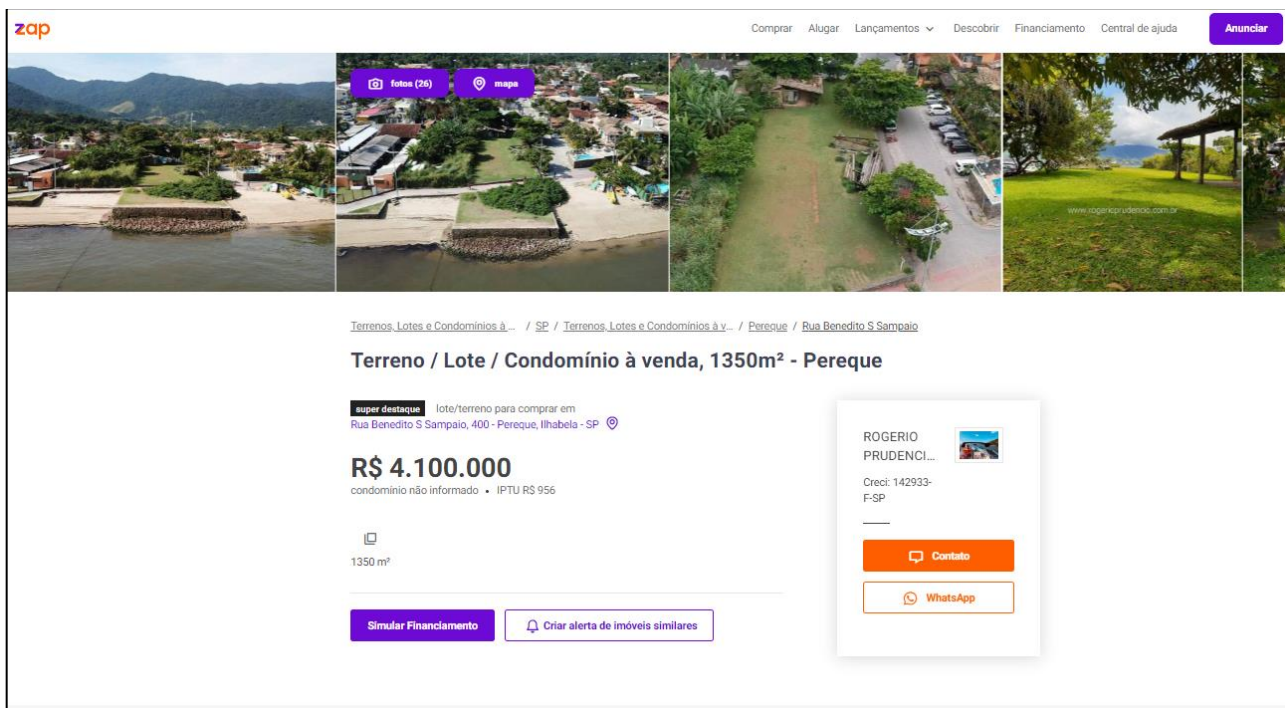 zap
Comprar Alugar Lançamentos Descobrir Financiamento Central de ajuda Anunciar
fotos (26) mapa
www.rogerioprudencio.com.br
Terrenos, Lotes e Condomínios à ... / SP / Terrenos, Lotes e Condomínios à v... / Pereque / Rua Benedito S Sampaio
Terreno / Lote / Condomínio à venda, 1350m² - Pereque
super destaque lote/terreno para comprar em
Rua Benedito S Sampaio, 400 - Pereque, Ilhabela - SP
R$ 4.100.000
condomínio não informado • IPTU R$ 956
1350 m²
Simular Financiamento Criar alerta de imóveis similares
ROGERIO
PRUDENCI...
Creci: 142933-
F-SP
Contato
WhatsApp